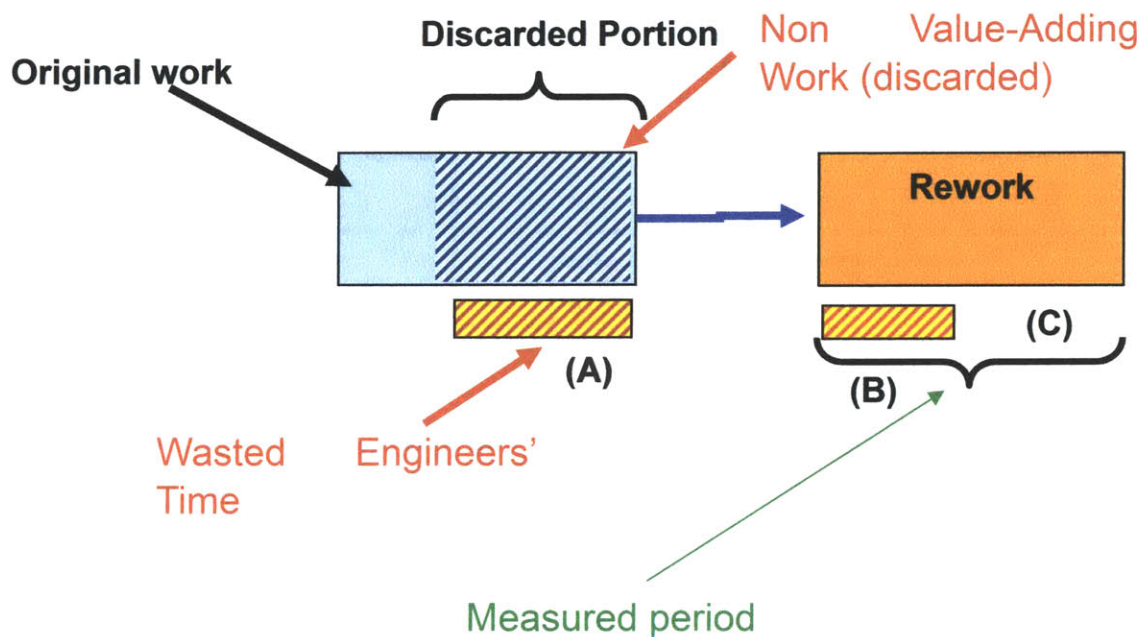 Original work
Discarded Portion
Non Value-Adding
Work (discarded)
Rework
(A)
(B)
(C)
Wasted Engineers'
Time
Measured period